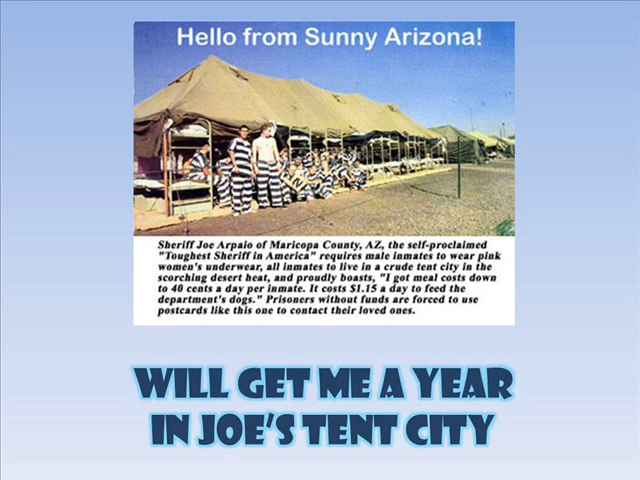 Hello from Sunny Arizona!
Sheriff Joe Arpaio of Maricopa County, AZ, the self-proclaimed
"Toughest Sheriff in America" requires male inmates to wear pink
women's underwear, all inmates to live in a crude tent city in the
scorching desert heat, and proudly boasts, "I got meal costs down
to 40 cents a day per inmate. It costs $1.15 a day to feed the
department's dogs." Prisoners without funds are forced to use
postcards like this one to contact their loved ones.
WILL GET ME A YEAR
IN JOE'S TENT CITY